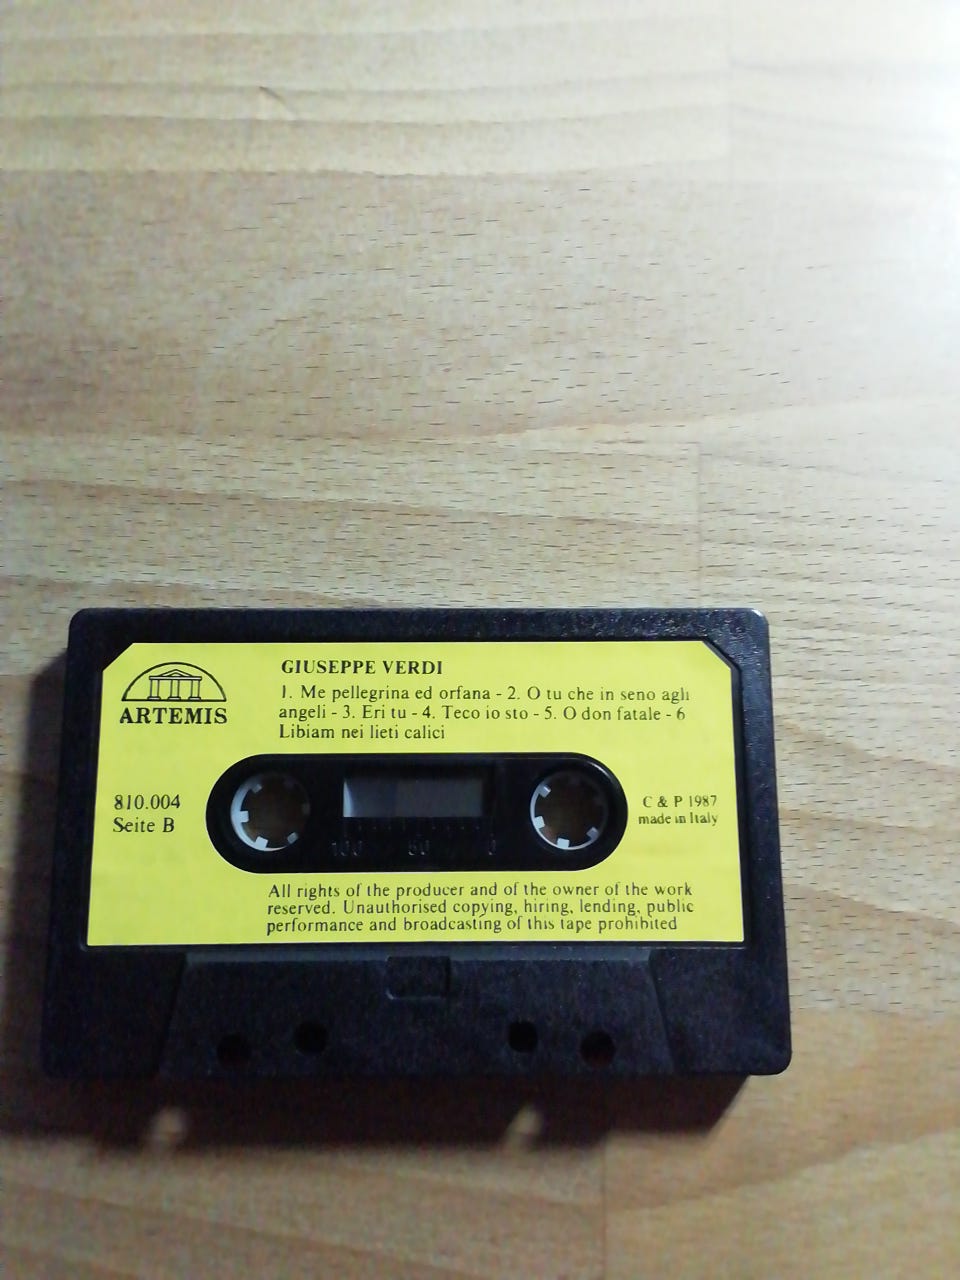 GIUSEPPE VERDI
1. Me pellegrina ed orfana - 2. O tu che in seno agli
angeli - 3. Eri tu - 4. Teco io sto - 5. O don fatale - 6
Libiam nei lieti calici
ARTEMIS
810.004
Seite B
C & P 1987
made in Italy
100 50 0
All rights of the producer and of the owner of the work
reserved. Unauthorised copying, hiring, lending, public
performance and broadcasting of this tape prohibited